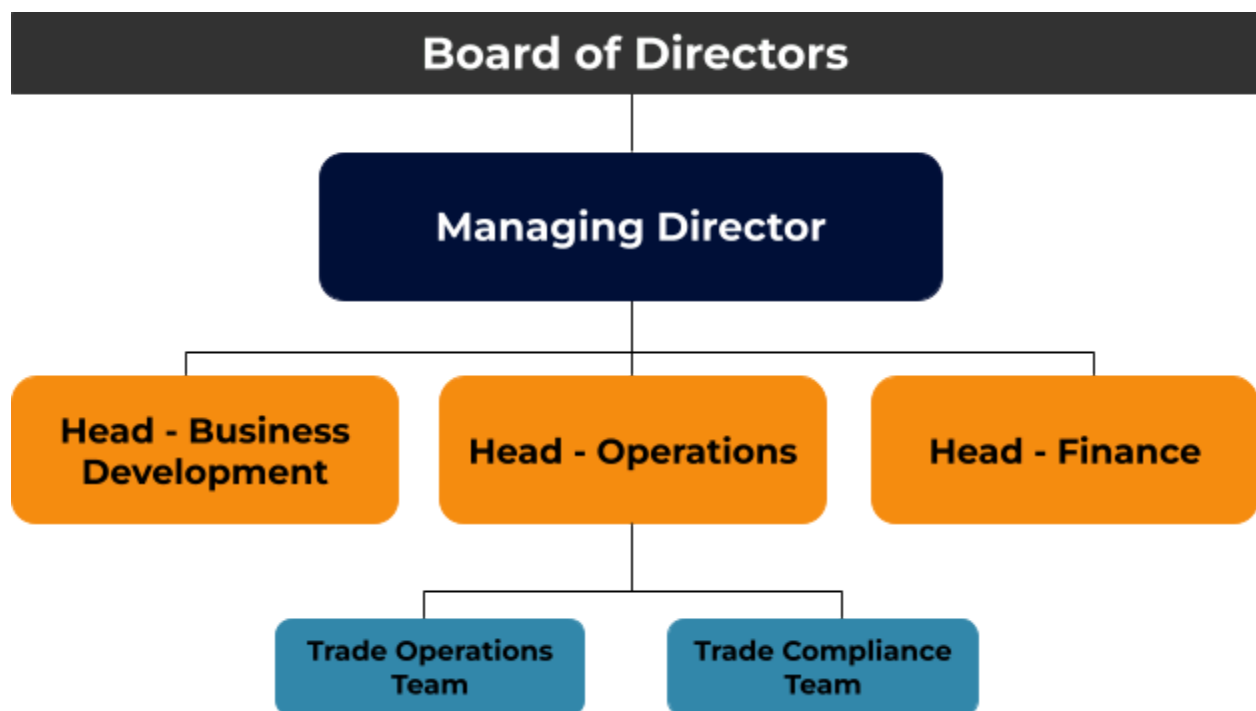 Board of Directors
Managing Director
Head - Business
Development
Head - Operations
Head - Finance
Trade Operations
Team
Trade Compliance
Team